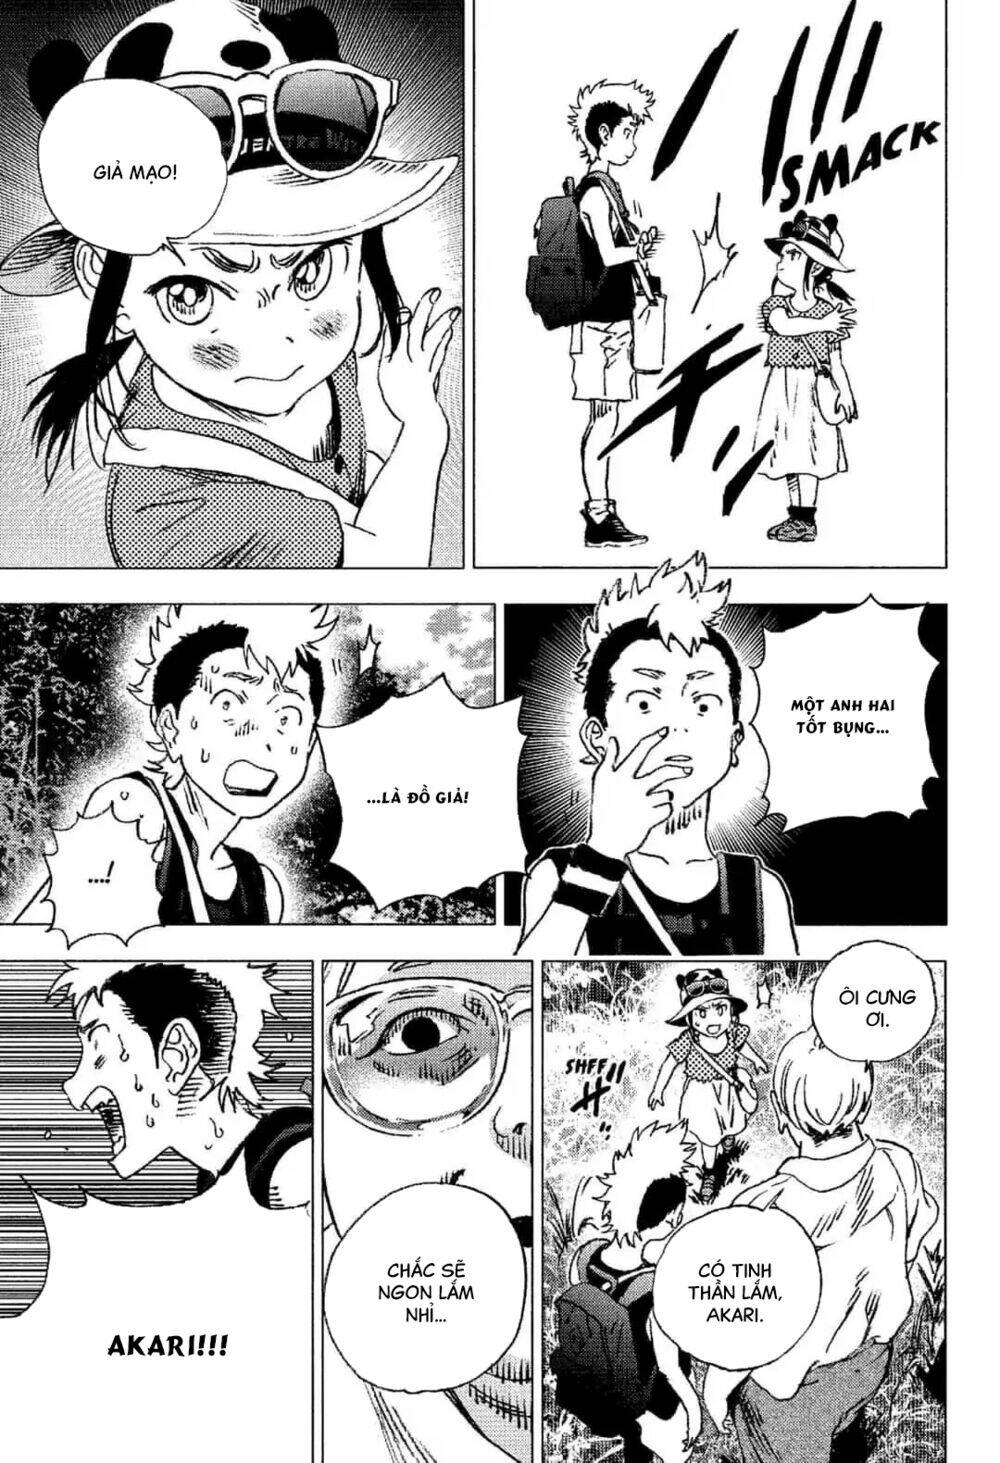 SMACK
GIẢ MẠO!
MỘT ANH HAI
TỐT BỤNG...
...LÀ ĐỒ GIẢ!
...!
ÔI CƯNG
ƠI.
SHFF
CÓ TINH
THẦN LẮM,
AKARI.
CHẮC SẼ
NGON LẮM
NHỈ...
AKARI!!!